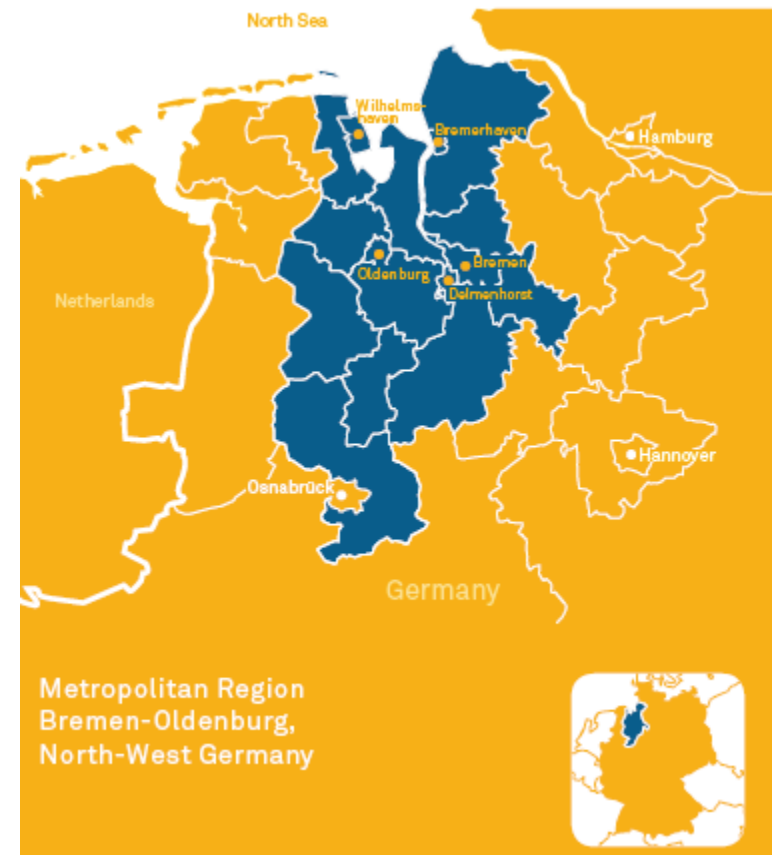 North Sea
Wilhelms-
haven
Bremerhaven
Hamburg
Oldenburg
Bremen
Delmenhorst
Netherlands
Hannover
Osnabrück
Germany
Metropolitan Region
Bremen-Oldenburg,
North-West Germany